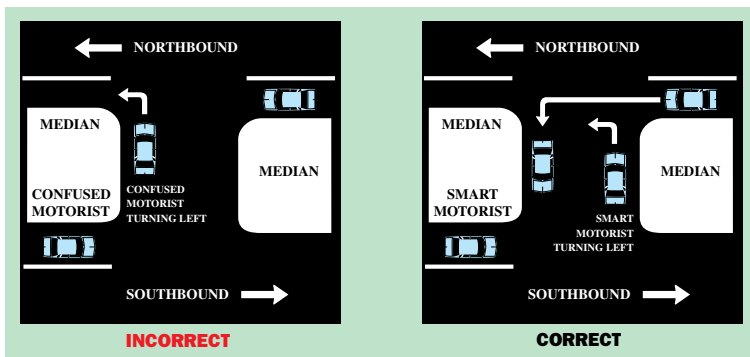 NORTHBOUND
MEDIAN
CONFUSED
MOTORIST
CONFUSED
MOTORIST
TURNING LEFT
MEDIAN
SOUTHBOUND
INCORRECT
NORTHBOUND
MEDIAN
SMART
MOTORIST
MEDIAN
SMART
MOTORIST
TURNING LEFT
SOUTHBOUND
CORRECT